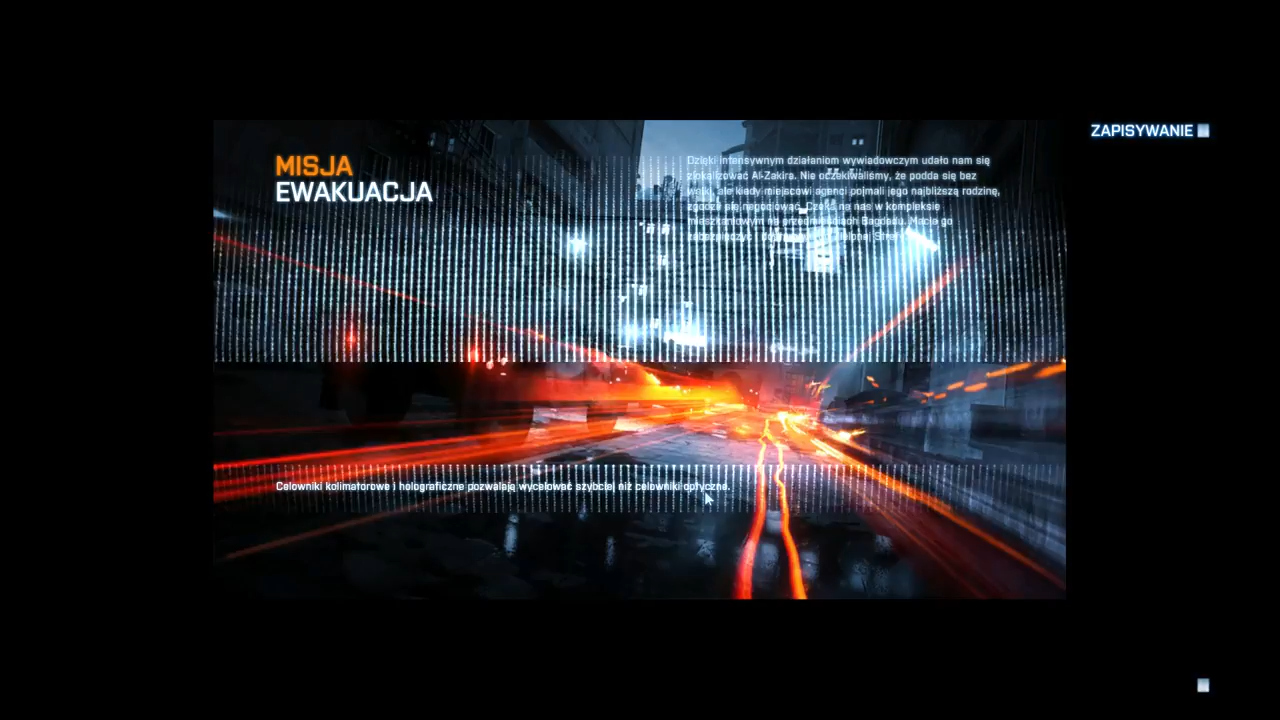 MISJA
EWAKUACJA
ZAPISYWANIE
Dzięki intensywnym działaniom wywiadowczym udało nam się
zlokalizować Al-Zakira. Nie oczekiwaliśmy, że podda się bez
walki, ale kiedy miejscowi agenci pojmali jego najbliższą rodzinę,
zgodził się negocjować. Czeka na nas w kompleksie
mieszkaniowym na przedmieściach Bagdadu. Macie go
zabezpieczyć i
Celowniki kolimatorowe i holograficzne pozwalają wycelować szybciej niż celowniki optyczne.